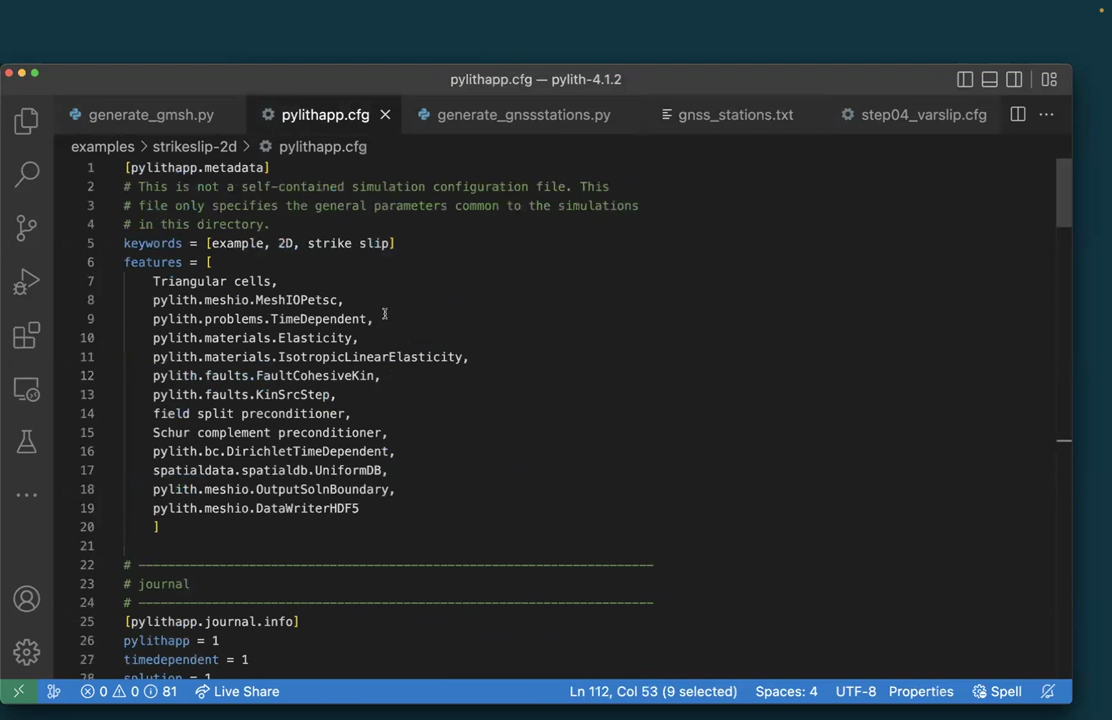 pylithapp.cfg — pylith-4.1.2
generate_gmsh.py
pylithapp.cfg
generate_gnssstations.py
gnss_stations.txt
step04_varslip.cfg
examples > strikeslip-2d > pylithapp.cfg
1 [pylithapp.metadata]
2 # This is not a self-contained simulation configuration file. This
3 # file only specifies the general parameters common to the simulations
4 # in this directory.
5 keywords = [example, 2D, strike slip]
6 features = [
7 Triangular cells,
8 pylith.meshio.MeshIOPetsc,
9 pylith.problems.TimeDependent,
10 pylith.materials.Elasticity,
11 pylith.materials.IsotropicLinearElasticity,
12 pylith.faults.FaultCohesiveKin,
13 pylith.faults.KinSrcStep,
14 field split preconditioner,
15 Schur complement preconditioner,
16 pylith.bc.DirichletTimeDependent,
17 spatialdata.spatialdb.UniformDB,
18 pylith.meshio.OutputSolnBoundary,
19 pylith.meshio.DataWriterHDF5
20 ]
21
22 # ----------------------------------------------------------------------
23 # journal
24 # ----------------------------------------------------------------------
25 [pylithapp.journal.info]
26 pylithapp = 1
27 timedependent = 1
28 solution = 1
0 0 81 Live Share Ln 112, Col 53 (9 selected) Spaces: 4 UTF-8 Properties Spell